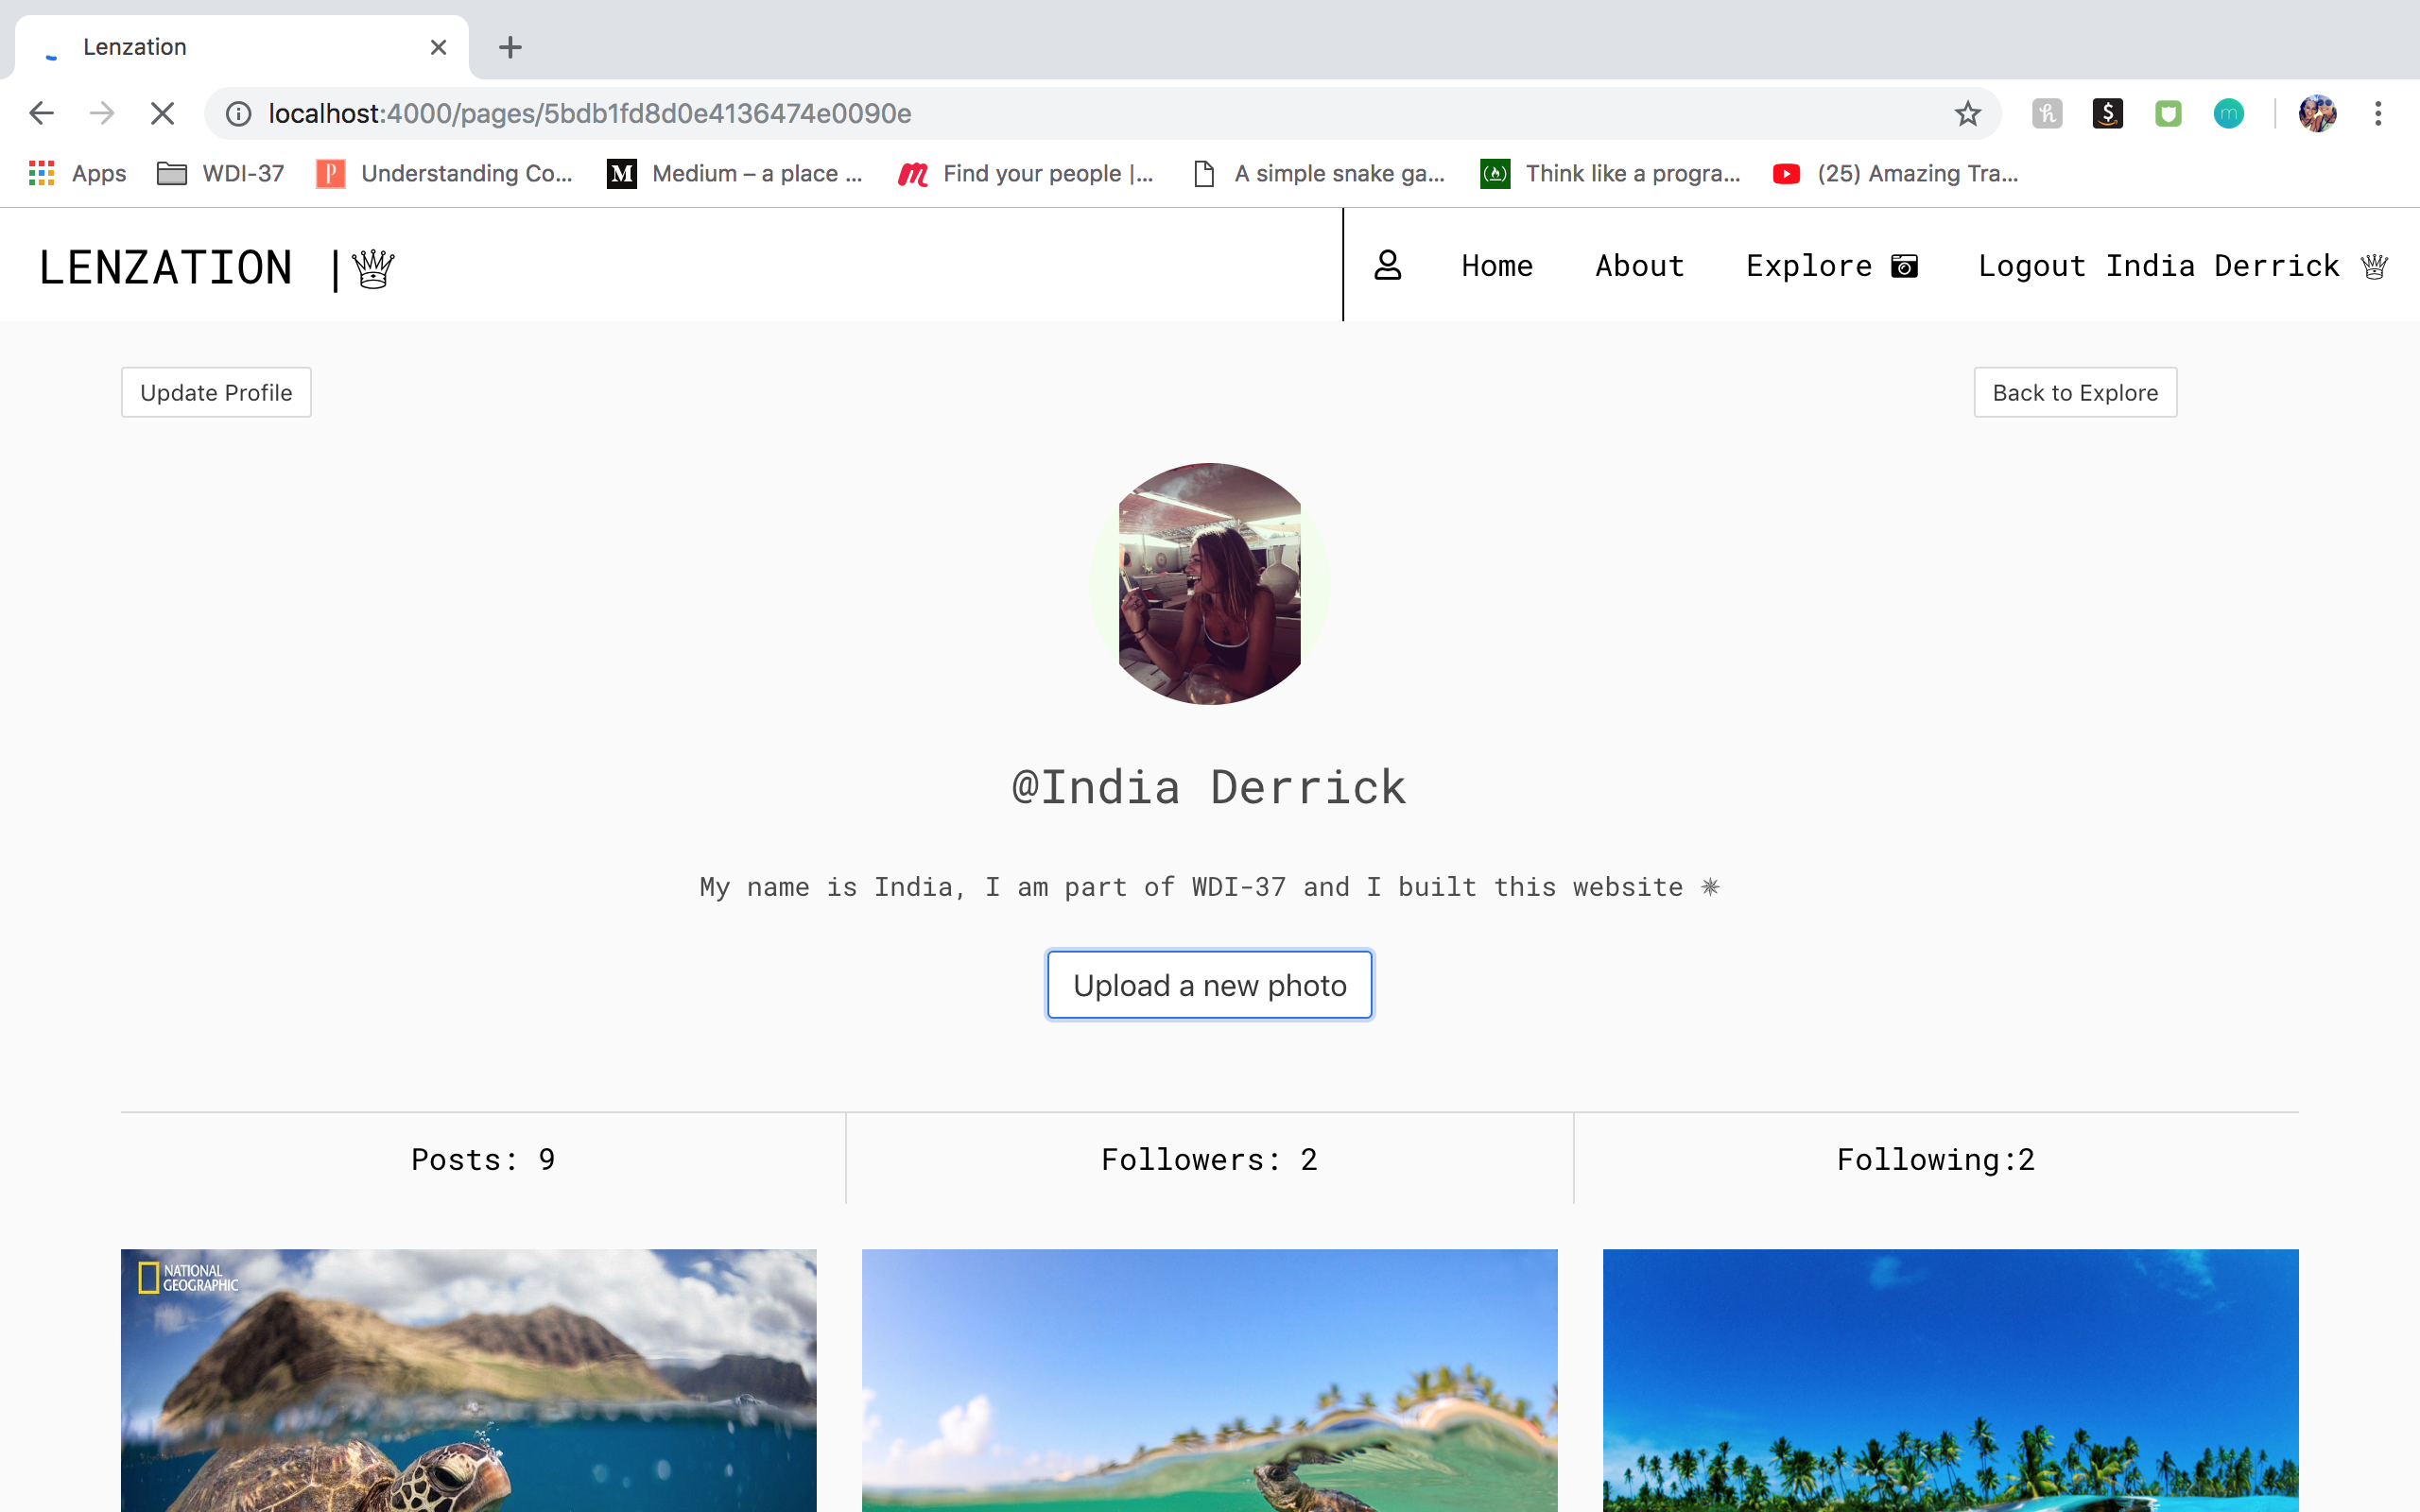 Lenzation
localhost:4000/pages/5bdb1fd8d0e4136474e0090e
Apps WDI-37 Understanding Co... Medium – a place ... Find your people |... A simple snake ga... Think like a progra... (25) Amazing Tra...
LENZATION | Home About Explore Logout India Derrick
Update Profile Back to Explore
@India Derrick
My name is India, I am part of WDI-37 and I built this website ✴
Upload a new photo
Posts: 9 Followers: 2 Following:2
NATIONAL
GEOGRAPHIC